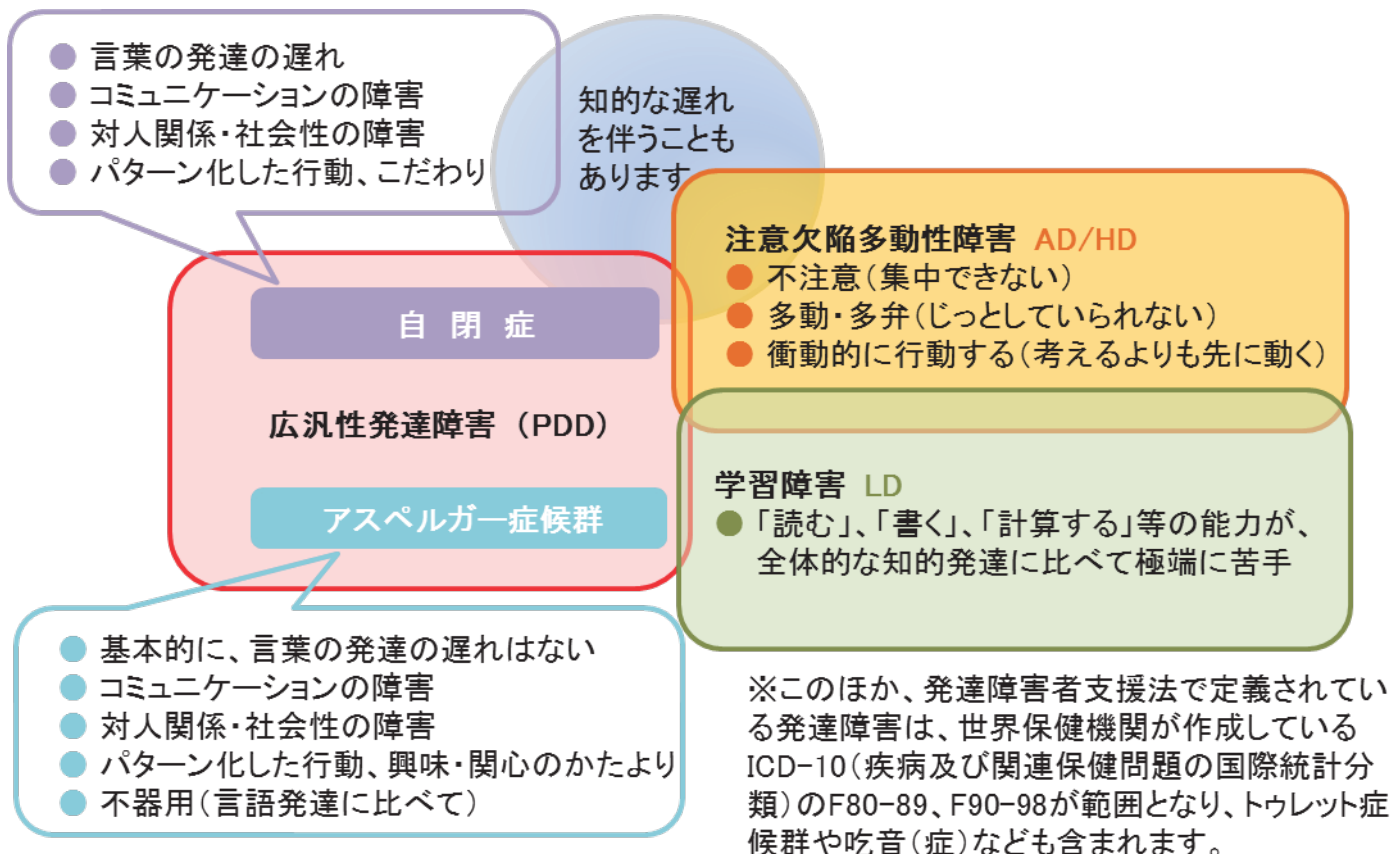 ● 言葉の発達の遅れ
● コミュニケーションの障害
● 対人関係・社会性の障害
● パターン化した行動、こだわり
知的な遅れ
を伴うことも
あります
自 閉 症
広汎性発達障害 (PDD)
アスペルガー症候群
注意欠陥多動性障害 AD/HD
● 不注意(集中できない)
● 多動・多弁(じっとしていられない)
● 衝動的に行動する(考えるよりも先に動く)
学習障害 LD
● 「読む」、「書く」、「計算する」等の能力が、
全体的な知的発達に比べて極端に苦手
● 基本的に、言葉の発達の遅れはない
● コミュニケーションの障害
● 対人関係・社会性の障害
● パターン化した行動、興味・関心のかたより
● 不器用(言語発達に比べて)
※このほか、発達障害者支援法で定義されてい
る発達障害は、世界保健機関が作成している
ICD-10(疾病及び関連保健問題の国際統計分
類)のF80-89、F90-98が範囲となり、トゥレット症
候群や吃音(症)なども含まれます。